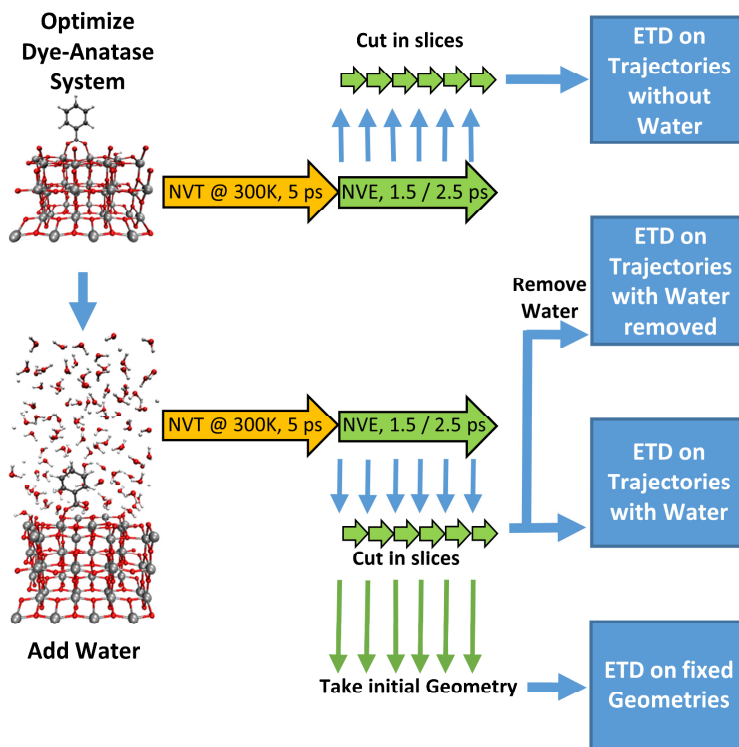 Optimize
Dye-Anatase
System
Cut in slices
ETD on
Trajectories
without
Water
NVT @ 300K, 5 ps
NVE, 1.5 / 2.5 ps
Remove
Water
ETD on
Trajectories
with Water
removed
NVT @ 300K, 5 ps
NVE, 1.5 / 2.5 ps
ETD on
Trajectories
with Water
Cut in slices
Add Water
Take initial Geometry
ETD on fixed
Geometries